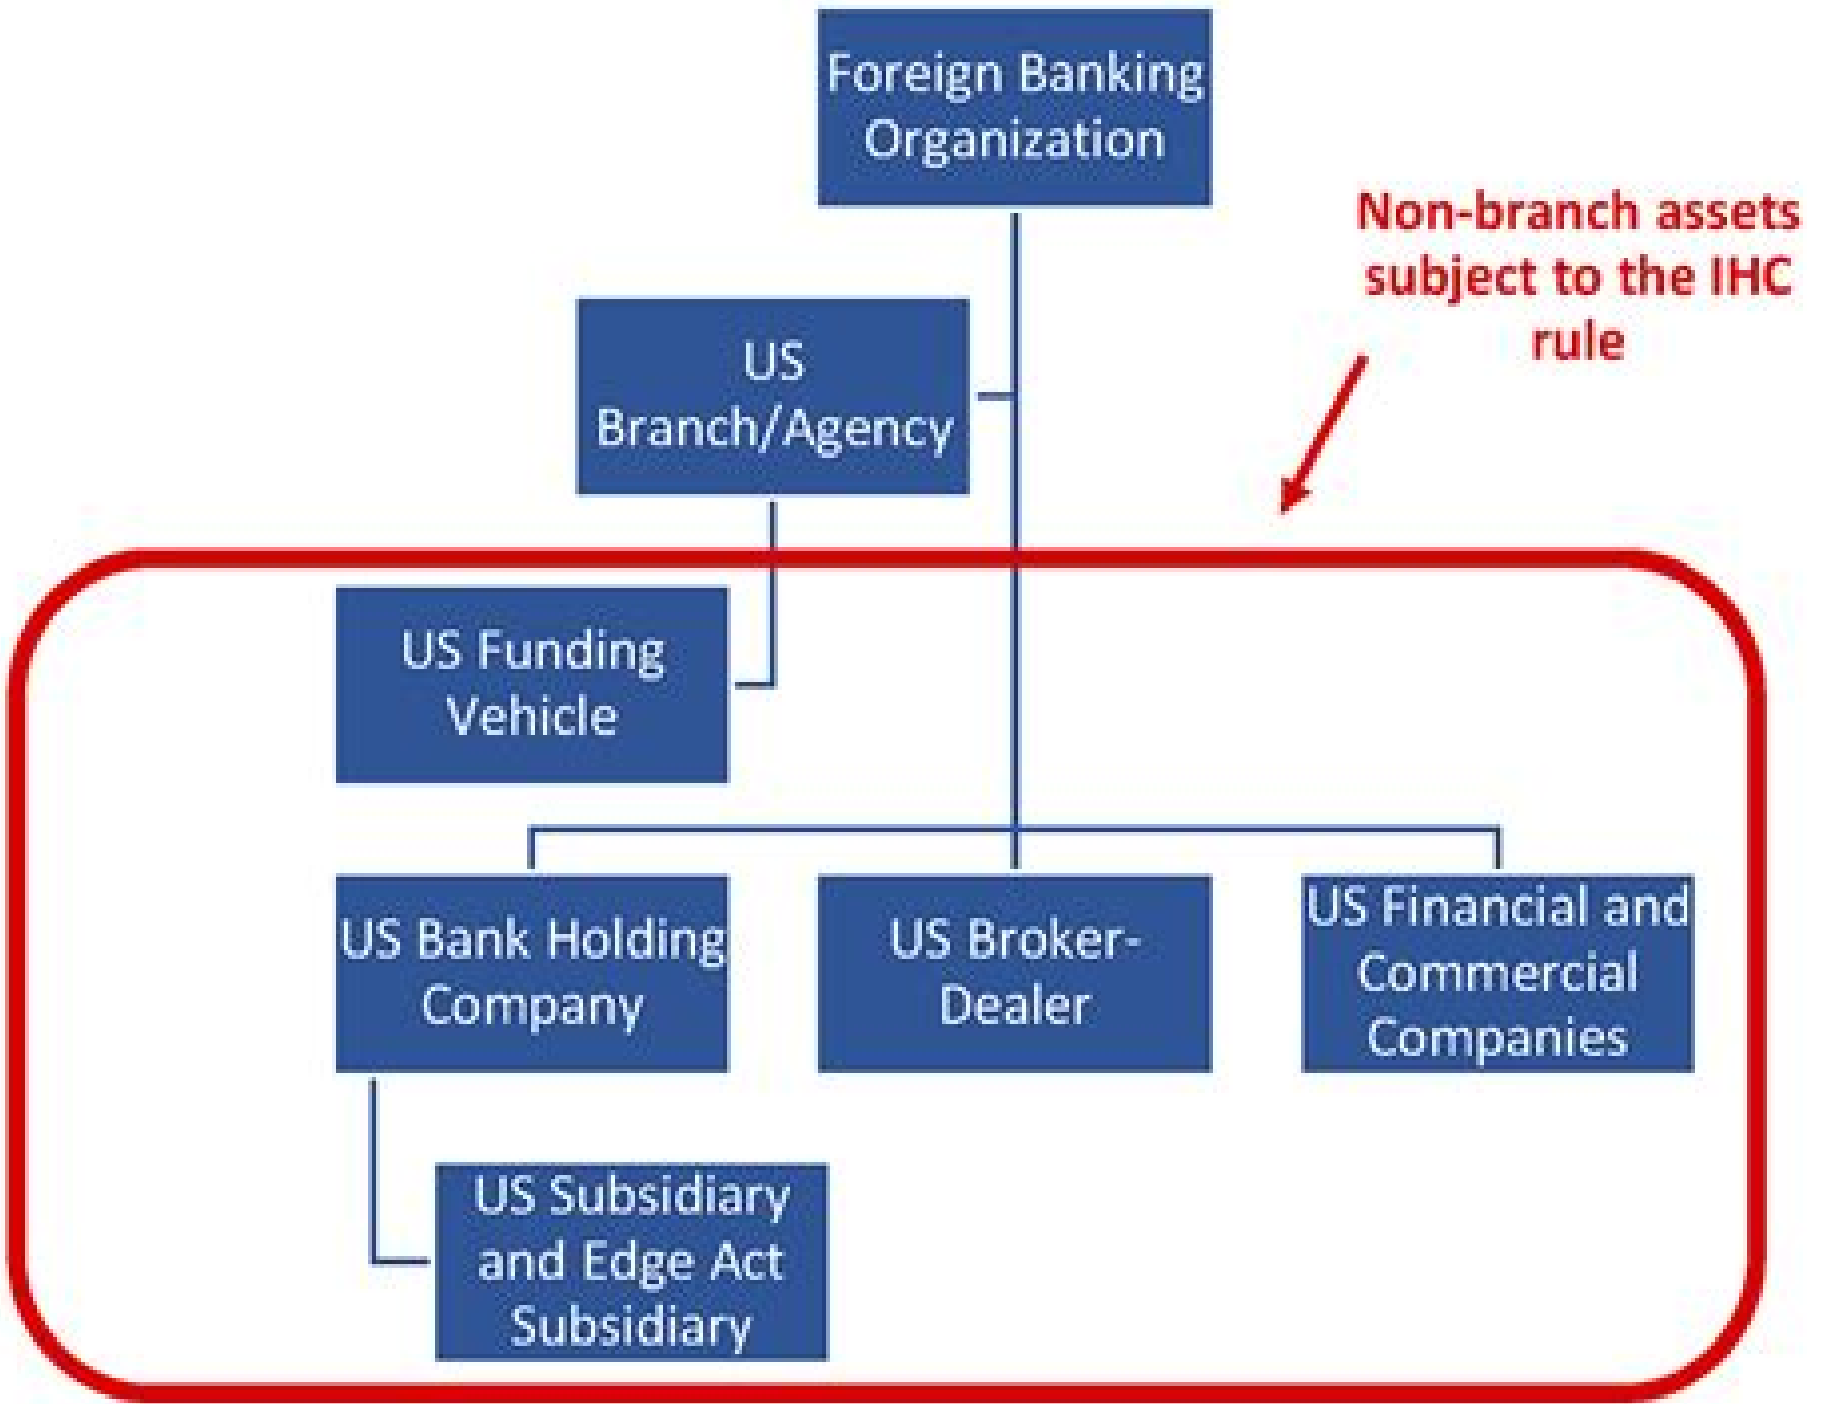 Foreign Banking
Organization
Non-branch assets
subject to the IHC
rule
US
Branch/Agency
US Funding
Vehicle
US Bank Holding
Company
US Broker-
Dealer
US Financial and
Commercial
Companies
US Subsidiary
and Edge Act
Subsidiary